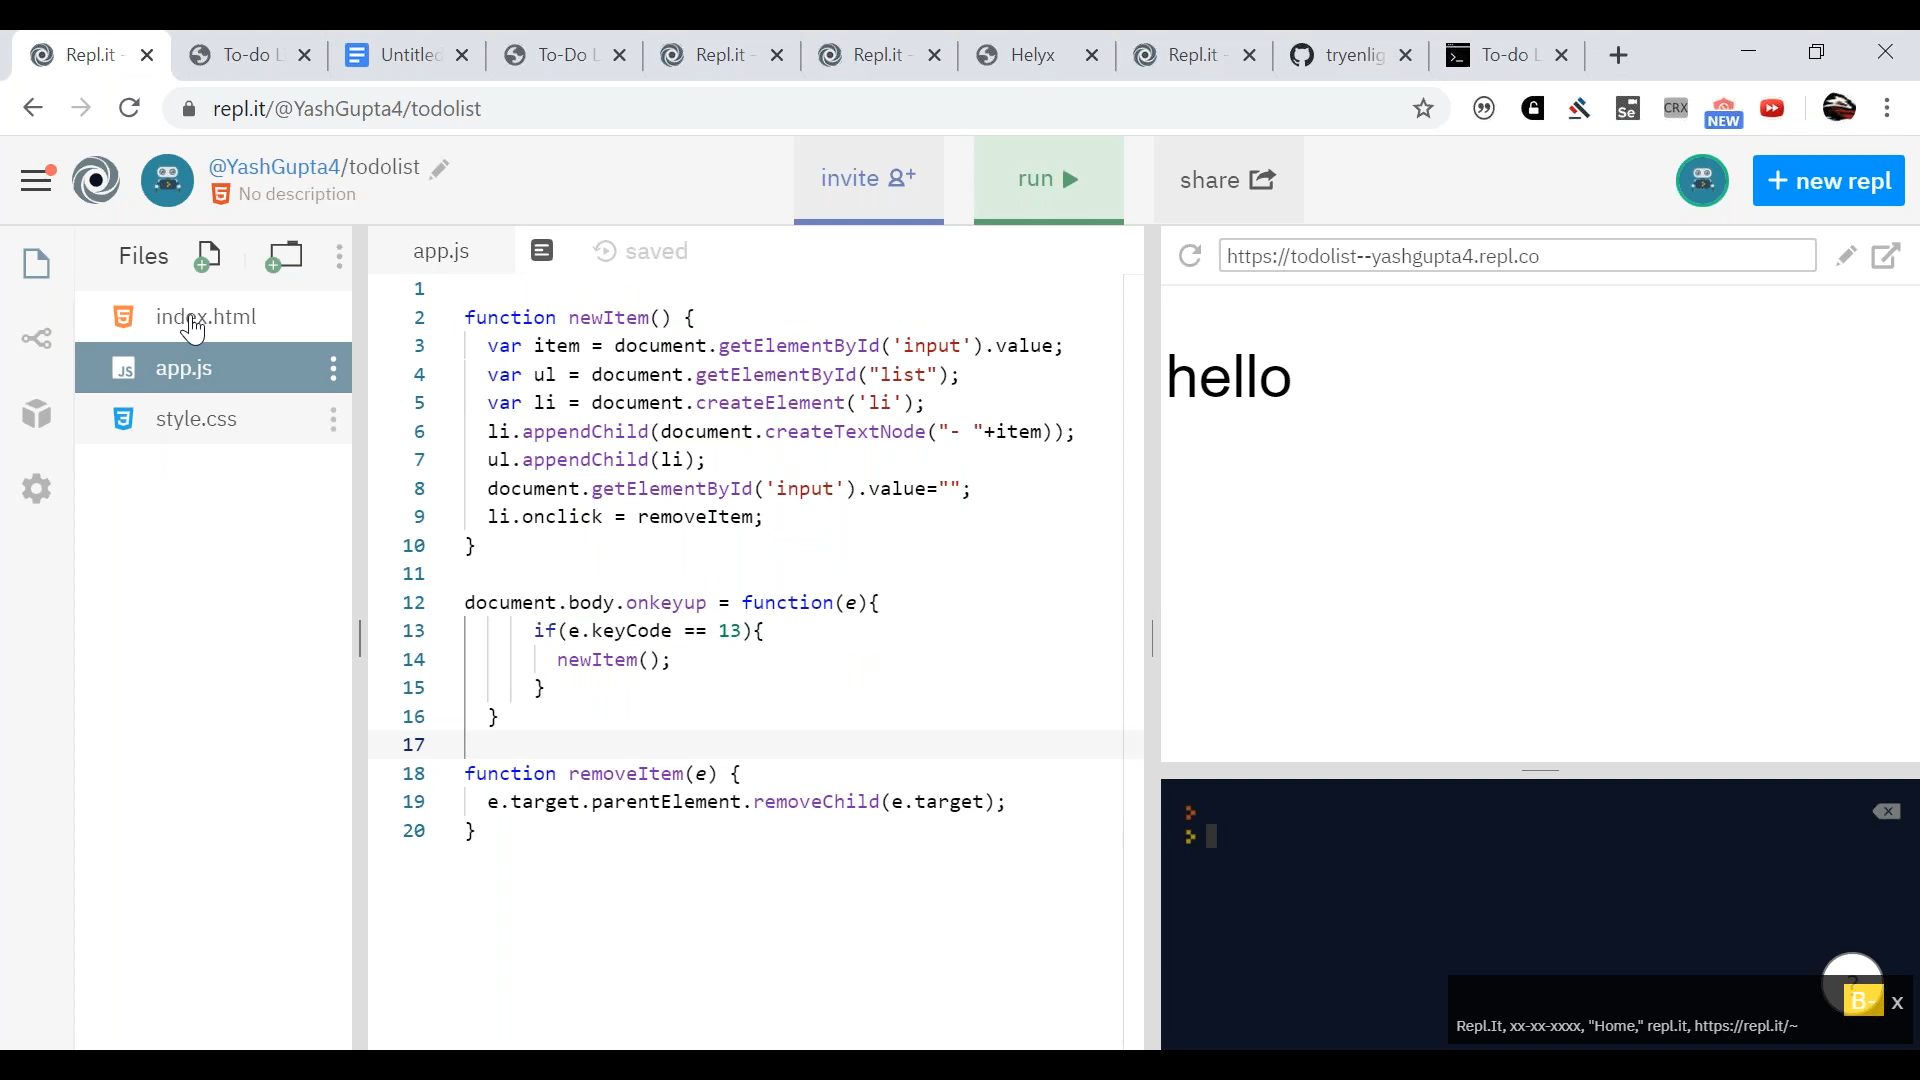 Repl.it -
To-do L
Untitled
To-Do L
Repl.it -
Repl.it -
Helyx
Repl.it -
tryenlig
To-do L
repl.it/@YashGupta4/todolist
Se
CRX
NEW
@YashGupta4/todolist
No description
invite
run
share
+ new repl
Files
index.html
app.js
style.css
app.js
saved
https://todolist--yashgupta4.repl.co
1
2 function newItem() {
3 var item = document.getElementById('input').value;
4 var ul = document.getElementById("list");
5 var li = document.createElement('li');
6 li.appendChild(document.createTextNode("- "+item));
7 ul.appendChild(li);
8 document.getElementById('input').value="";
9 li.onclick = removeItem;
10 }
11
12 document.body.onkeyup = function(e){
13 if(e.keyCode == 13){
14 newItem();
15 }
16 }
17
18 function removeItem(e) {
19 e.target.parentElement.removeChild(e.target);
20 }
hello
B-
x
Repl.It, xx-xx-xxxx, "Home," repl.it, https://repl.it/~